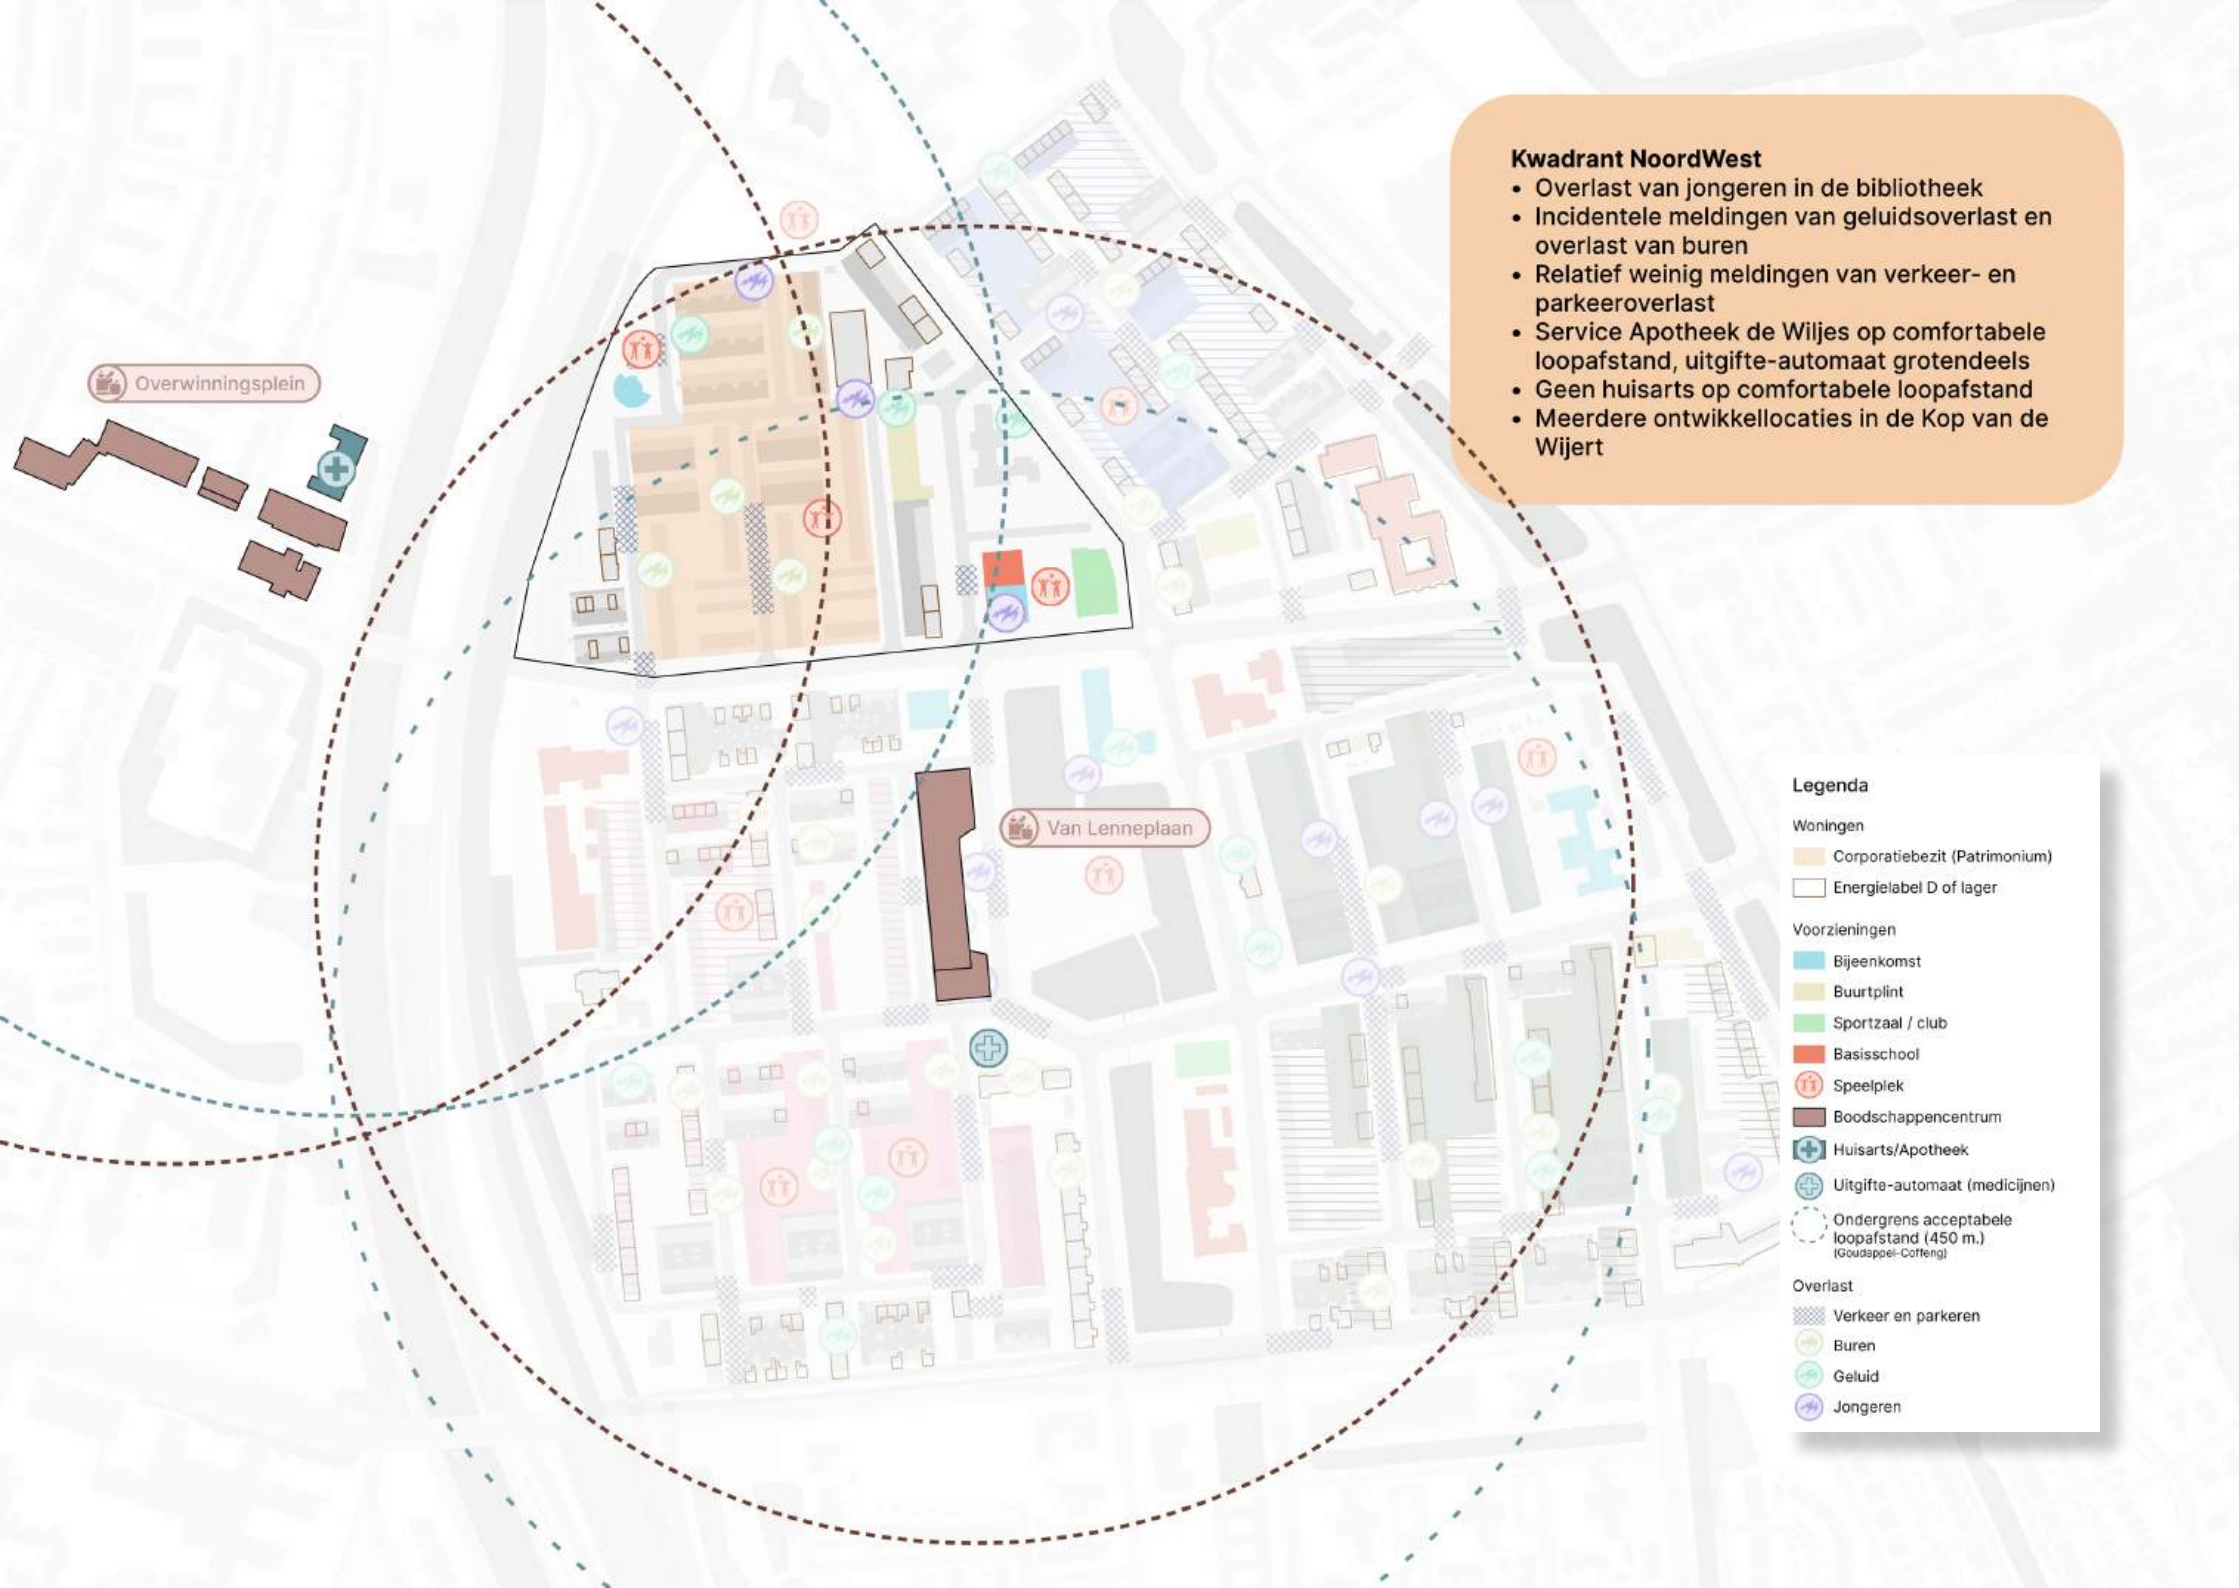 Kwadrant NoordWest
• Overlast van jongeren in de bibliotheek
• Incidentele meldingen van geluidsoverlast en
overlast van buren
• Relatief weinig meldingen van verkeer- en
parkeeroverlast
• Service Apotheek de Wiljes op comfortabele
loopafstand, uitgifte-automaat grotendeels
• Geen huisarts op comfortabele loopafstand
• Meerdere ontwikkellocaties in de Kop van de
Wijert
Overwinningsplein
Van Lenneplaan
Legenda
Woningen
Corporatiebezit (Patrimonium)
Energielabel D of lager
Voorzieningen
Bijeenkomst
Buurtplint
Sportzaal / club
Basisschool
Speelplek
Boodschappencentrum
Huisarts/Apotheek
Uitgifte-automaat (medicijnen)
Ondergrens acceptabele
loopafstand (450 m.)
(Goudappel-Coffeng)
Overlast
Verkeer en parkeren
Buren
Geluid
Jongeren